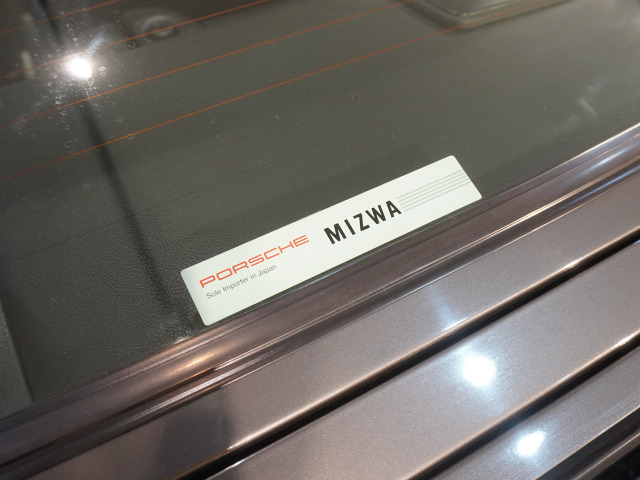 PORSCHE MIZWA
Sole Importer in Japan